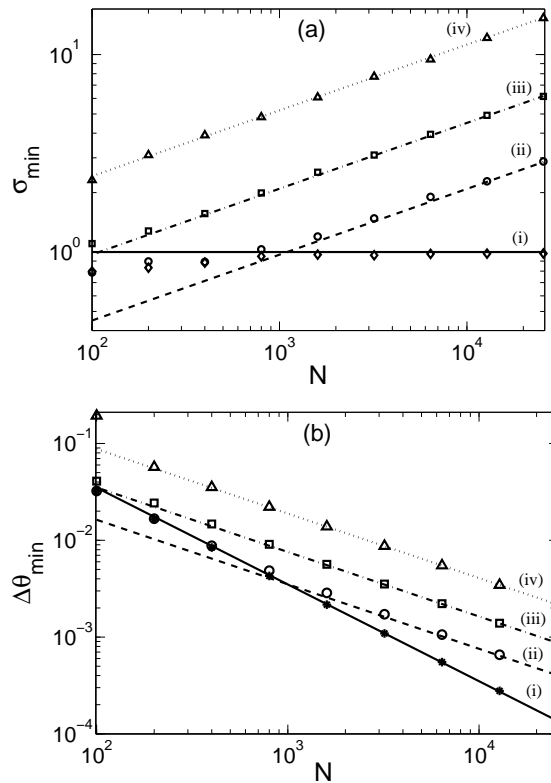 (a)
(iv)
(iii)
(ii)
(i)
10^1
10^0
σ_min
10^2
10^3
10^4
N
(b)
10^-1
10^-2
10^-3
10^-4
Δθ_min
(iv)
(iii)
(ii)
(i)
10^2
10^3
10^4
N